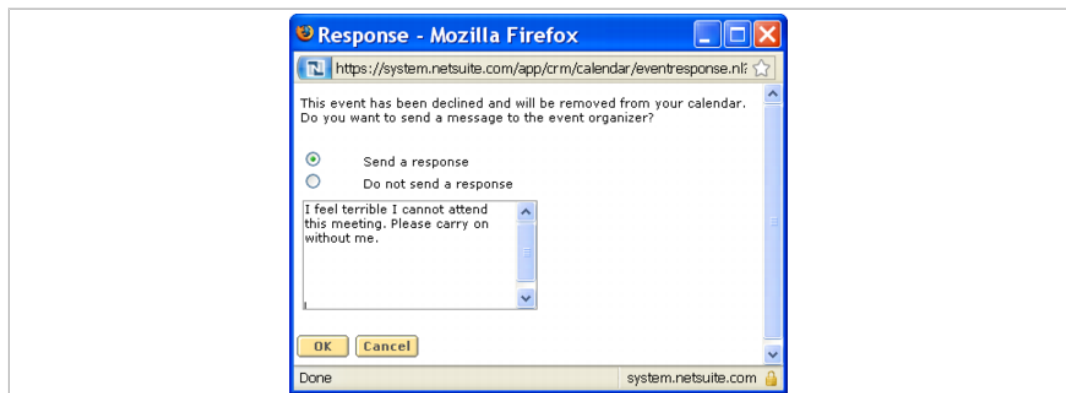 Response - Mozilla Firefox
https://system.netsuite.com/app/crm/calendar/eventresponse.nl?
This event has been declined and will be removed from your calendar.
Do you want to send a message to the event organizer?
Send a response
Do not send a response
I feel terrible I cannot attend
this meeting. Please carry on
without me.
OK Cancel
Done system.netsuite.com